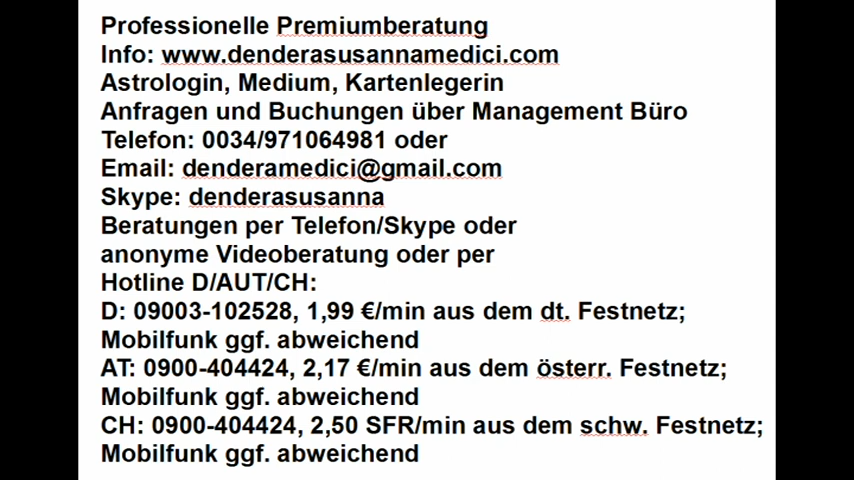 Professionelle Premiumberatung
Info: www.denderasusannamedici.com
Astrologin, Medium, Kartenlegerin
Anfragen und Buchungen über Management Büro
Telefon: 0034/971064981 oder
Email: denderamedici@gmail.com
Skype: denderasusanna
Beratungen per Telefon/Skype oder
anonyme Videoberatung oder per
Hotline D/AUT/CH:
D: 09003-102528, 1,99 €/min aus dem dt. Festnetz;
Mobilfunk ggf. abweichend
AT: 0900-404424, 2,17 €/min aus dem österr. Festnetz;
Mobilfunk ggf. abweichend
CH: 0900-404424, 2,50 SFR/min aus dem schw. Festnetz;
Mobilfunk ggf. abweichend